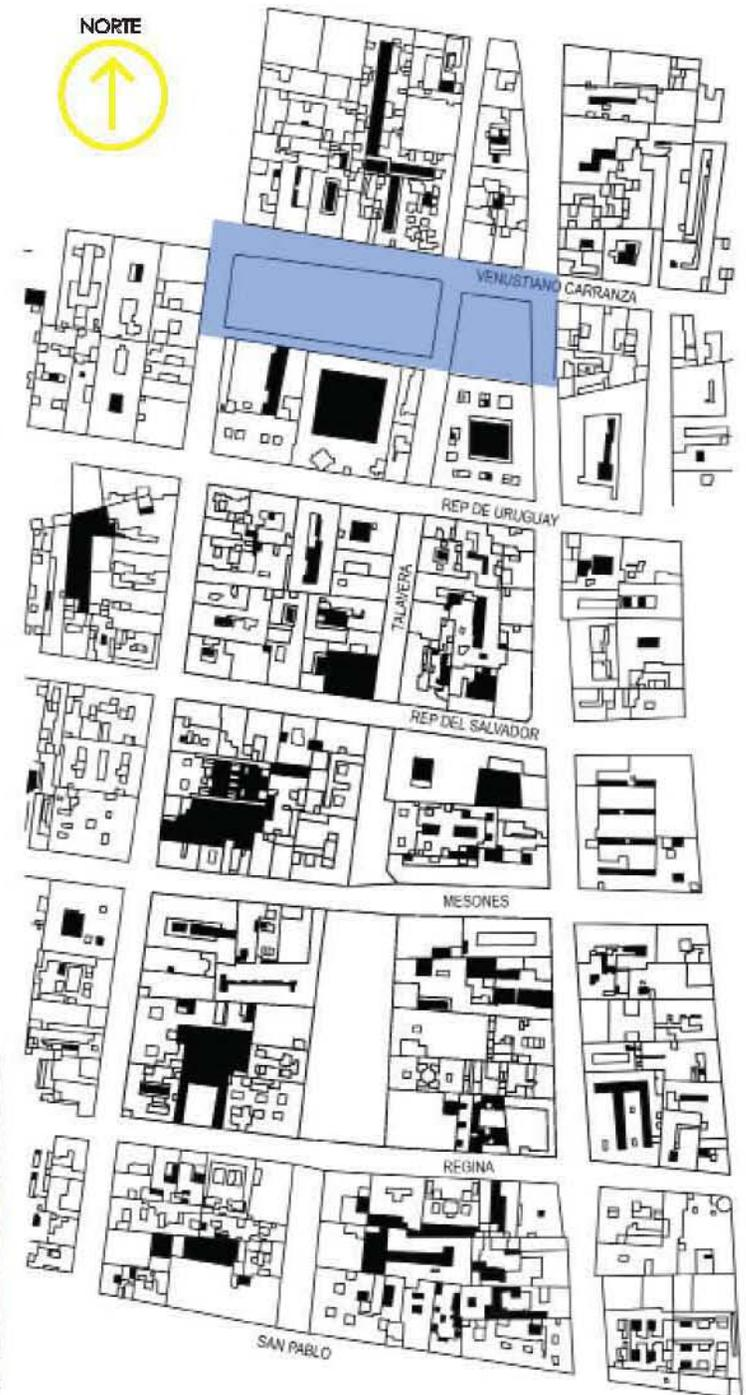 NORTE
VENUSTIANO CARRANZA
REP DE URUGUAY
TALAVERA
REP DEL SALVADOR
MESONES
REGINA
SAN PABLO